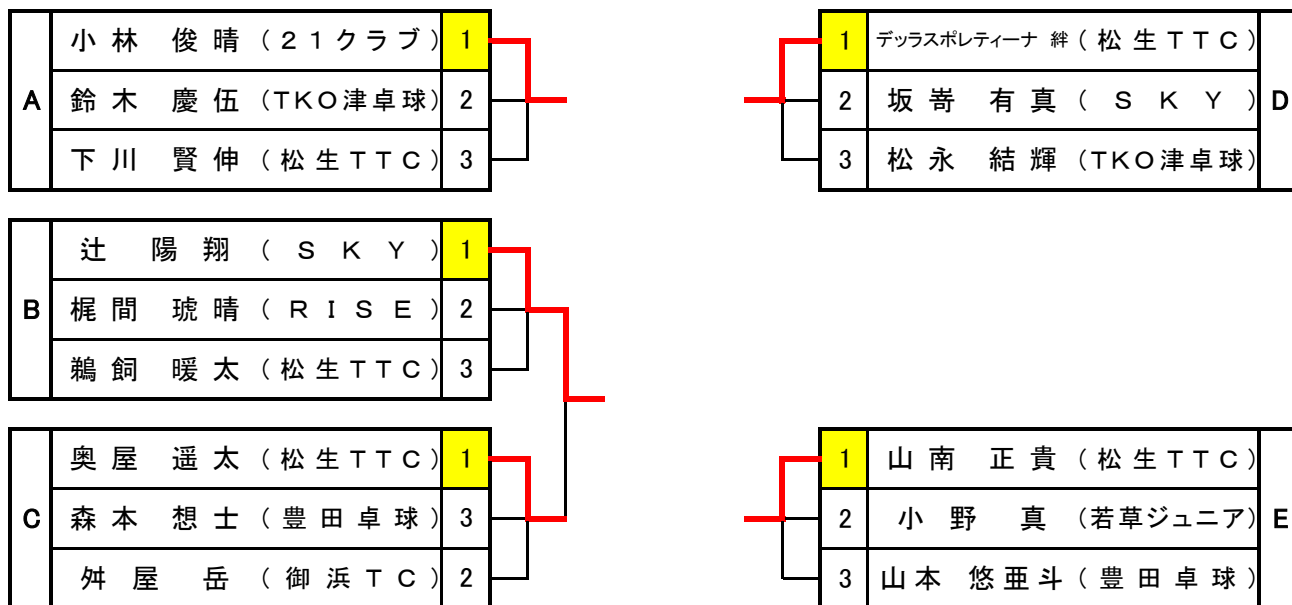 A
小林 俊晴 (21クラブ) 1
鈴木 慶伍 (TKO津卓球) 2
下川 賢伸 (松生TTC) 3
1 デッラスポレティーナ 絆 (松生TTC)
2 坂嵜 有真 (SKY)
3 松永 結輝 (TKO津卓球)
D
B
辻 陽翔 (SKY) 1
梶間 琥晴 (RISE) 2
鵜飼 暖太 (松生TTC) 3
C
奥屋 遥太 (松生TTC) 1
森本 想士 (豊田卓球) 3
舛屋 岳 (御浜TC) 2
1 山南 正貴 (松生TTC)
2 小野 真 (若草ジュニア)
3 山本 悠亜斗 (豊田卓球)
E